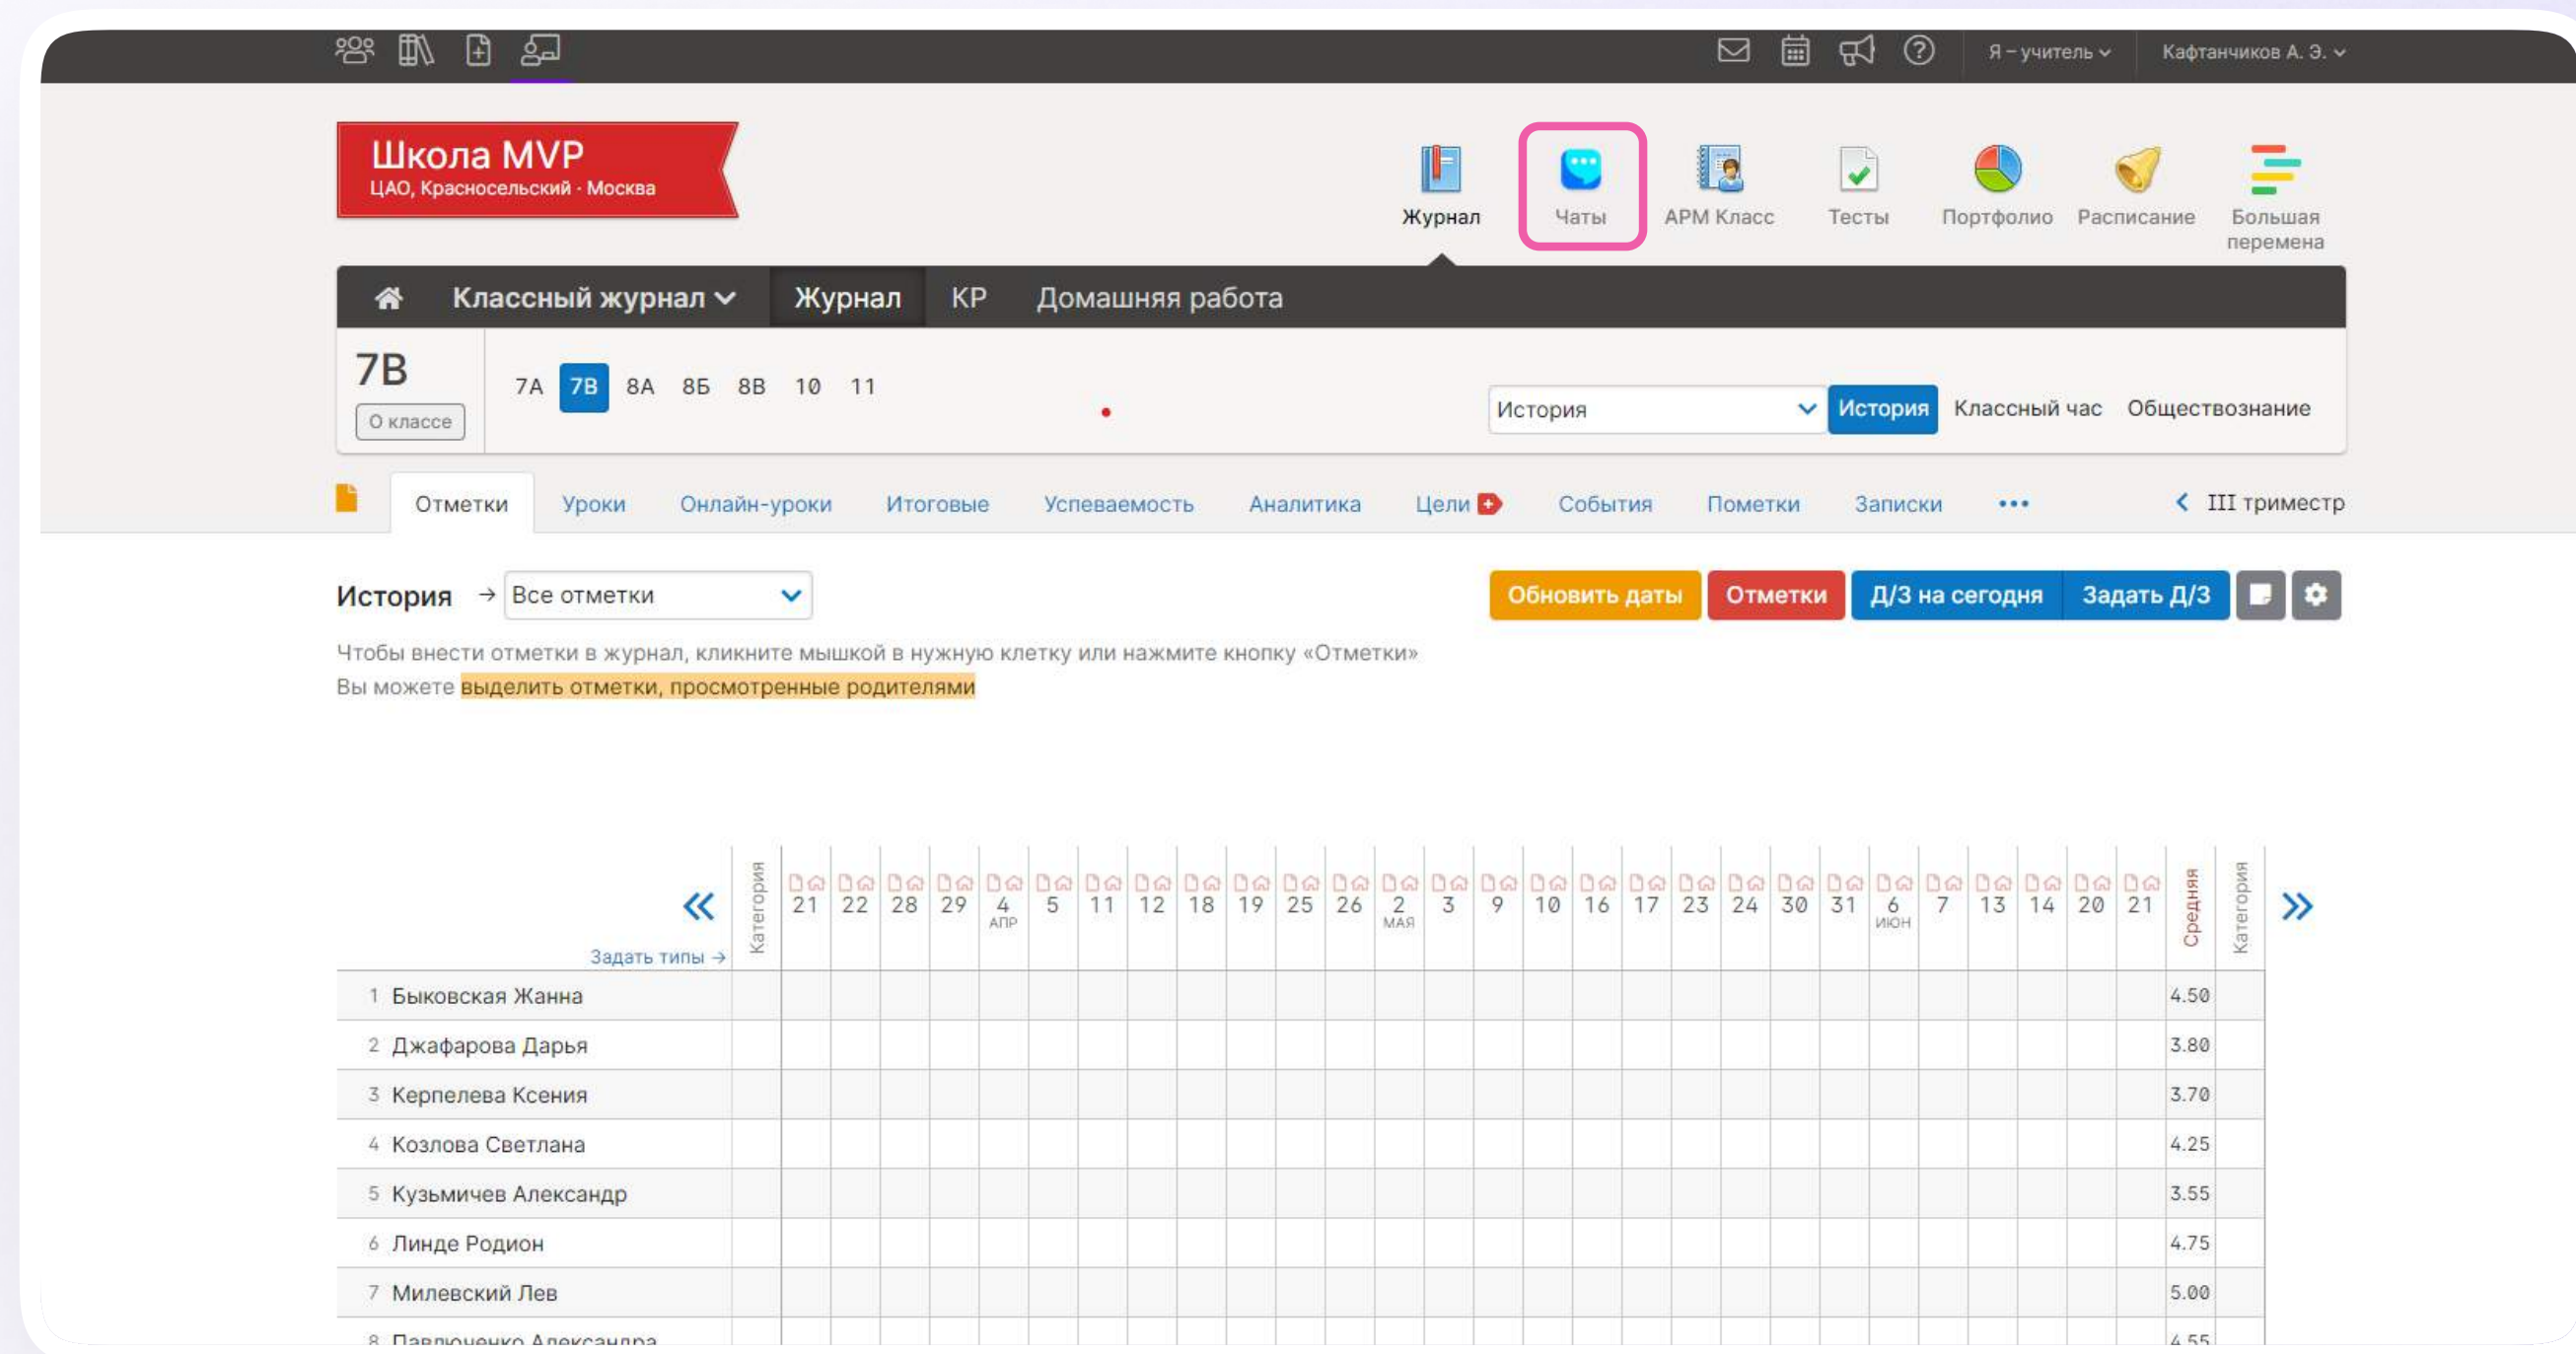 Я – учитель
Кафтанчиков А. Э.
Школа MVP
ЦАО, Красносельский · Москва
Журнал
Чаты
АРМ Класс
Тесты
Портфолио
Расписание
Большая
перемена
Классный журнал
Журнал
КР
Домашняя работа
7В
О классе
7А 7В 8А 8Б 8В 10 11
История
История
Классный час
Обществознание
Отметки
Уроки
Онлайн-уроки
Итоговые
Успеваемость
Аналитика
Цели
События
Пометки
Записки
III триместр
История → Все отметки
Обновить даты
Отметки
Д/З на сегодня
Задать Д/З
Чтобы внести отметки в журнал, кликните мышкой в нужную клетку или нажмите кнопку «Отметки»
Вы можете выделить отметки, просмотренные родителями
Задать типы →
Категория
21 22 28 29 4 5 11 12 18 19 25 26 2 3 9 10 16 17 23 24 30 31 6 7 13 14 20 21
АПР МАЯ ИЮН
Средняя
Категория
1 Быковская Жанна 4.50
2 Джафарова Дарья 3.80
3 Керпелева Ксения 3.70
4 Козлова Светлана 4.25
5 Кузьмичев Александр 3.55
6 Линде Родион 4.75
7 Милевский Лев 5.00
8 Павлюченко Александра 4.55